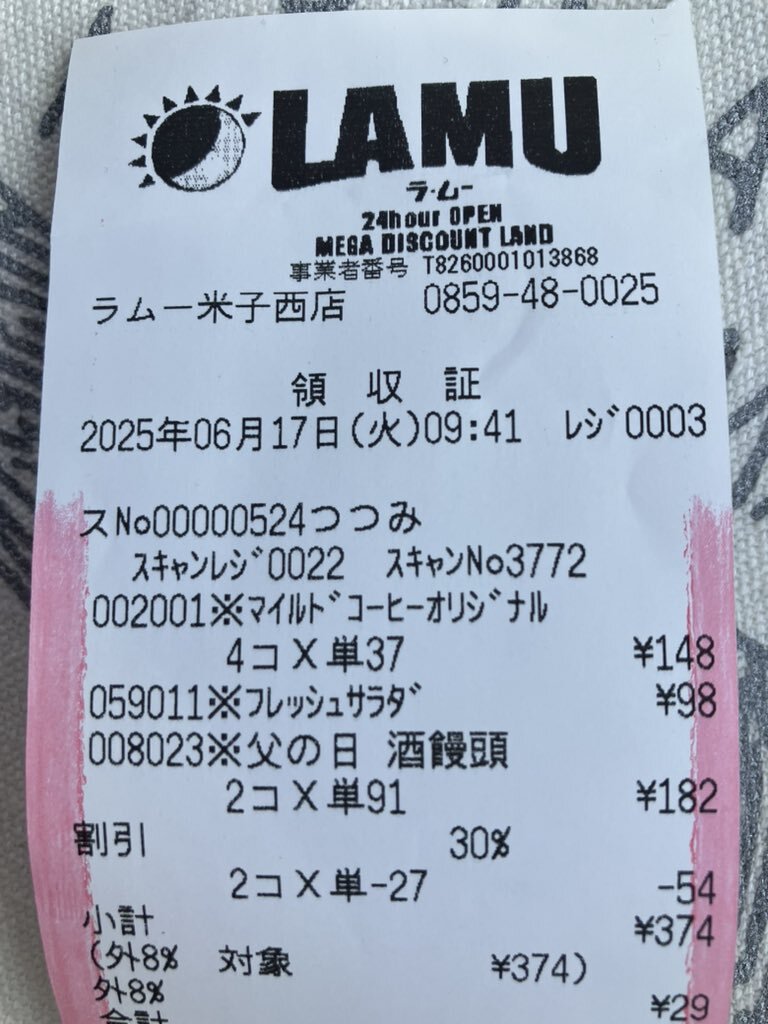 LAMU
ラ・ムー
24hour OPEN
MEGA DISCOUNT LAND
事業者番号 T8260001013868
ラムー米子西店 0859-48-0025
領 収 証
2025年06月17日(火)09:41 ﾚｼﾞ0003
スNo00000524つつみ
ｽｷｬﾝﾚｼﾞ0022 ｽｷｬﾝNo3772
002001※ﾏｲﾙﾄﾞｺｰﾋｰｵﾘｼﾞﾅﾙ
4コX単37 ¥148
059011※ﾌﾚｯｼｭｻﾗﾀﾞ ¥98
008023※父の日 酒饅頭
2コX単91 ¥182
割引 30%
2コX単-27 -54
小計 ¥374
(外8% 対象 ¥374)
外8% ¥29
合計